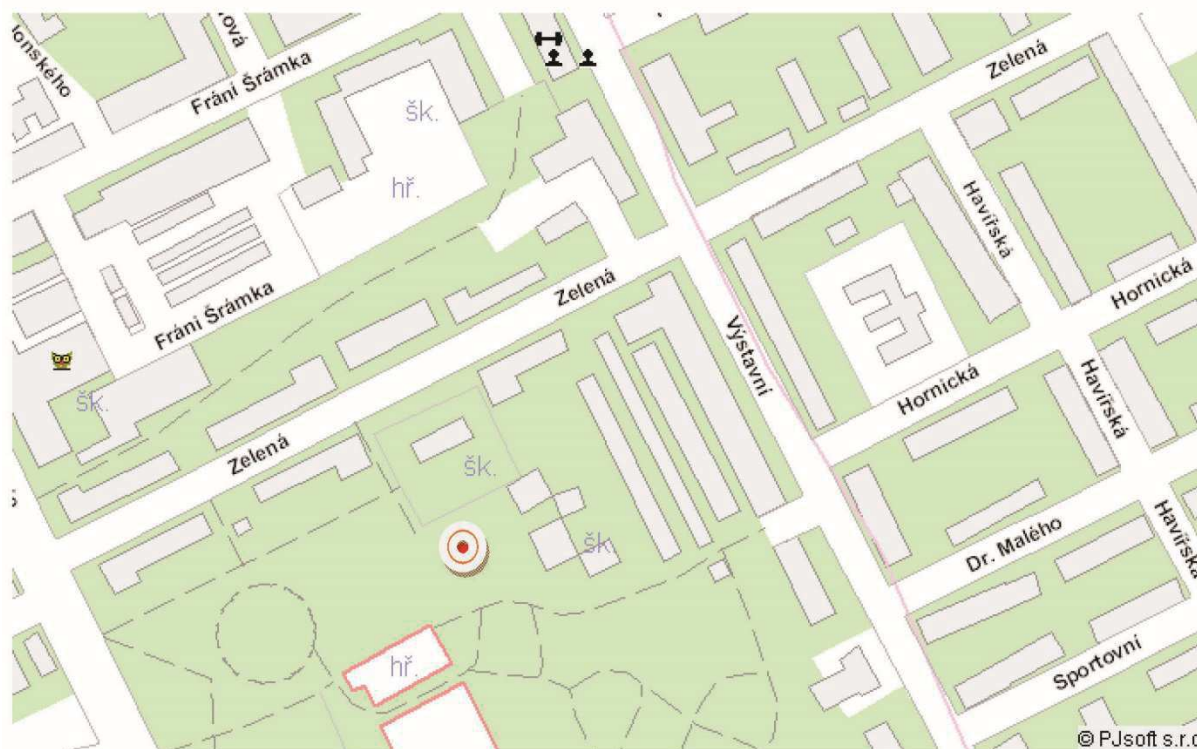 Zelená
Fráni Šrámka
šk.
hř.
Havířská
Hornická
Zelená
Fráni Šrámka
Výstavní
Hornická
Havířská
šk.
Zelená
šk.
šk.
Dr. Malého
Havířská
hř.
Sportovní
© PJsoft s.r.o